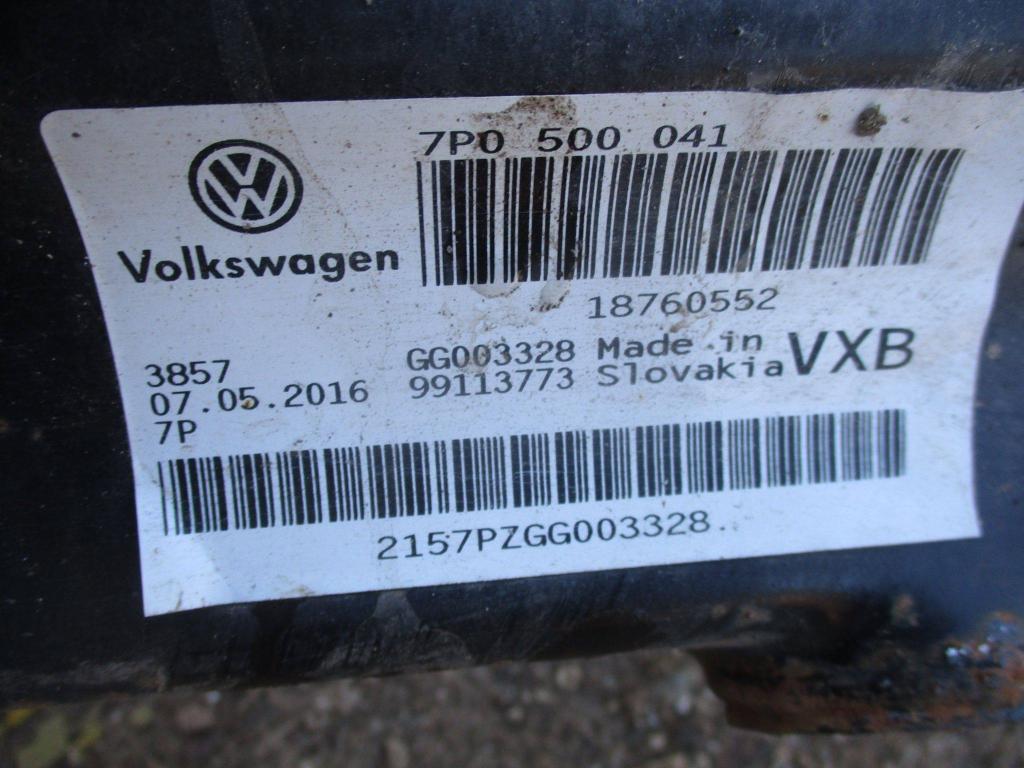 7P0 500 041
Volkswagen
18760552
3857 GG003328 Made in VXB
07.05.2016 99113773 Slovakia
7P
2157PZGG003328.